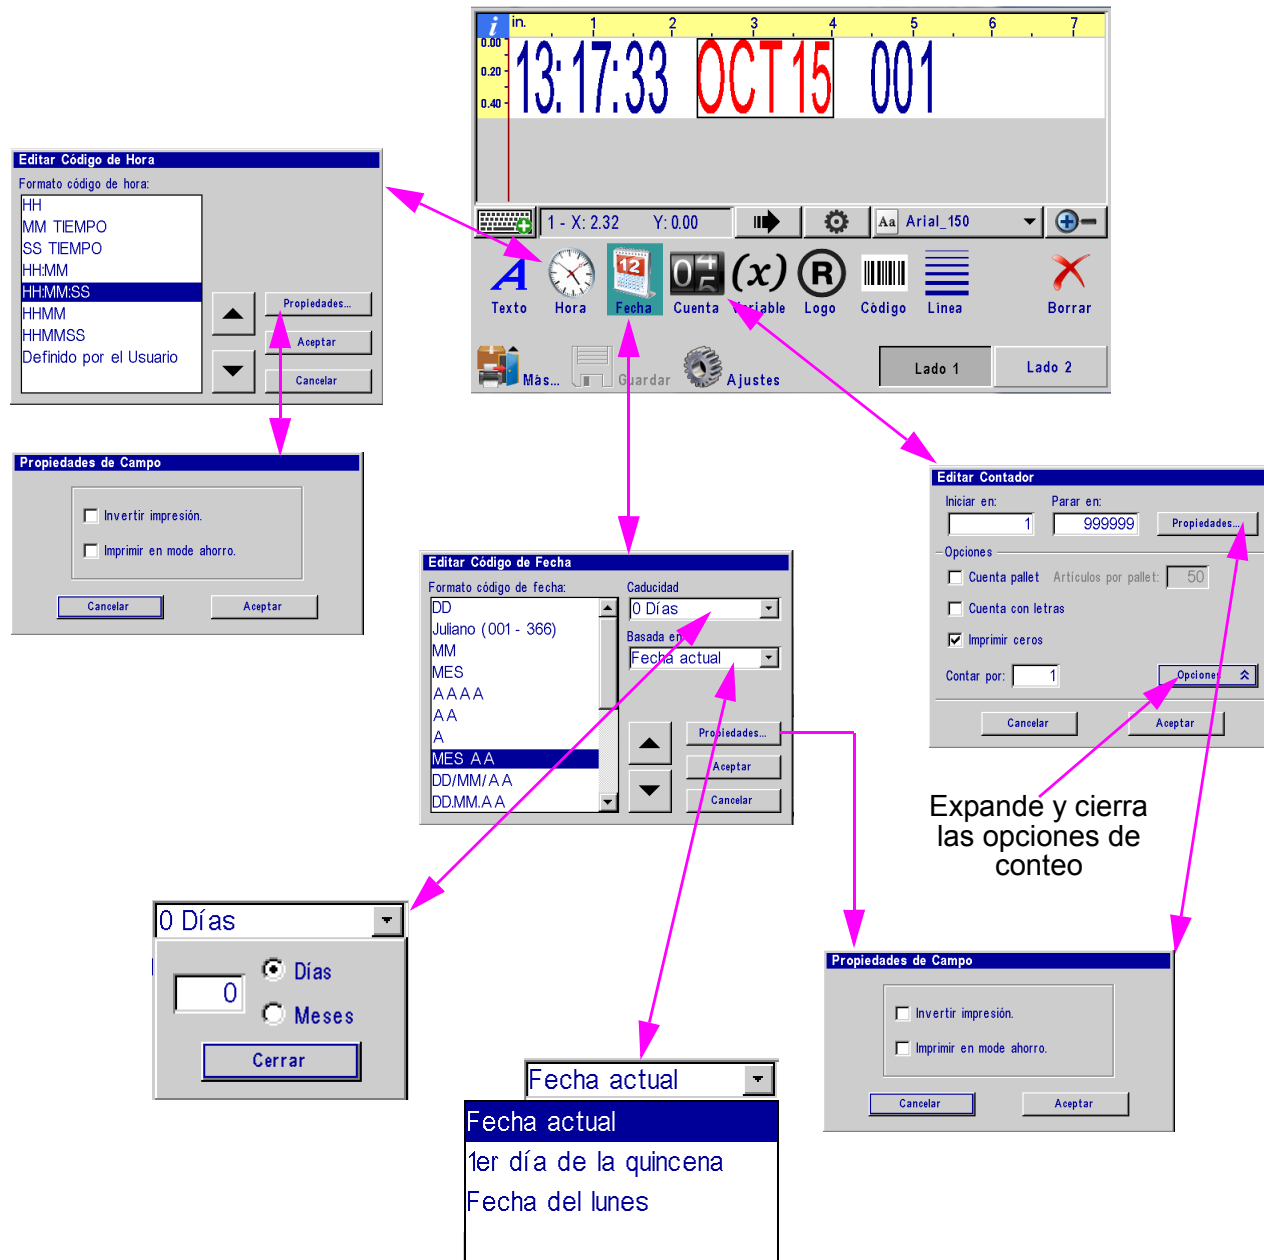 i in. 1 2 3 4 5 6 7
0.00
0.20
0.40
13:17:33 OCT15 001
1 - X: 2.32 Y: 0.00 Aa Arial_150
12
Texto Hora Fecha Cuenta Variable Logo Código Línea Borrar
Más... Guardar Ajustes Lado 1 Lado 2
Editar Código de Hora
Formato código de hora:
HH
MM TIEMPO
SS TIEMPO
HH:MM
HH:MM:SS
HHMM
HHMMSS
Definido por el Usuario
Propiedades...
Aceptar
Cancelar
Propiedades de Campo
Invertir impresión.
Imprimir en mode ahorro.
Cancelar Aceptar
Editar Contador
Iniciar en: Parar en:
1 999999 Propiedades...
Opciones
Cuenta pallet Artículos por pallet: 50
Cuenta con letras
Imprimir ceros
Contar por: 1 Opciones
Cancelar Aceptar
Expande y cierra
las opciones de
conteo
Editar Código de Fecha
Formato código de fecha:
DD
Juliano (001 - 366)
MM
MES
AAAA
AA
A
MES AA
DD/MM/AA
DD.MM.AA
Caducidad
0 Días
Basada en
Fecha actual
Propiedades...
Aceptar
Cancelar
0 Días
0 Días
Meses
Cerrar
Fecha actual
Fecha actual
1er día de la quincena
Fecha del lunes
Propiedades de Campo
Invertir impresión.
Imprimir en mode ahorro.
Cancelar Aceptar